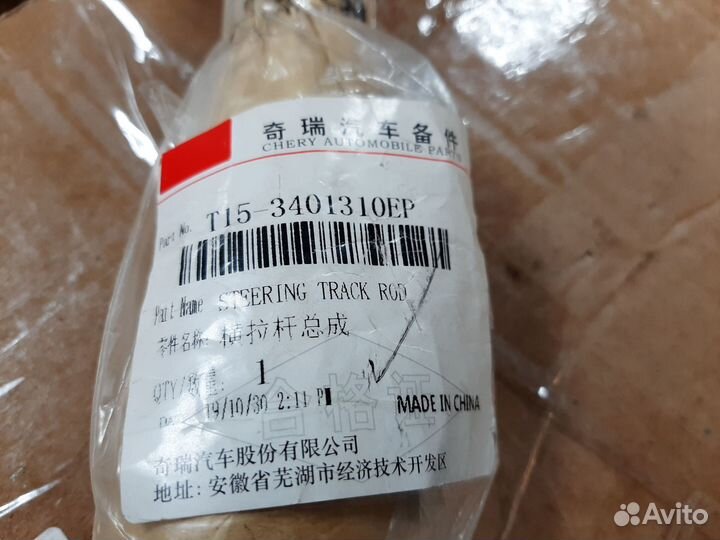 奇瑞汽车备件
CHERY AUTOMOBILE PARTS
Part No. T15-3401310EP
Part Name STEERING TRACK ROD
零件名称: 横拉杆总成
QTY/数量: 1
19/10/30 2:11 P
合格证
MADE IN CHINA
奇瑞汽车股份有限公司
地址: 安徽省芜湖市经济技术开发区
Avito